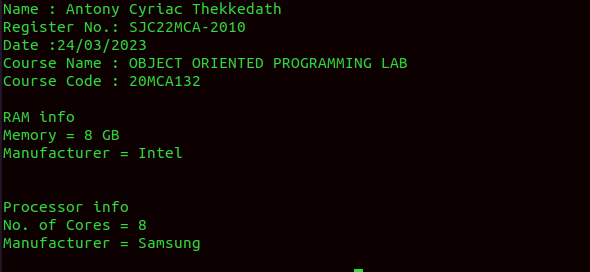 Name : Antony Cyriac Thekkedath
Register No.: SJC22MCA-2010
Date :24/03/2023
Course Name : OBJECT ORIENTED PROGRAMMING LAB
Course Code : 20MCA132
RAM info
Memory = 8 GB
Manufacturer = Intel
Processor info
No. of Cores = 8
Manufacturer = Samsung